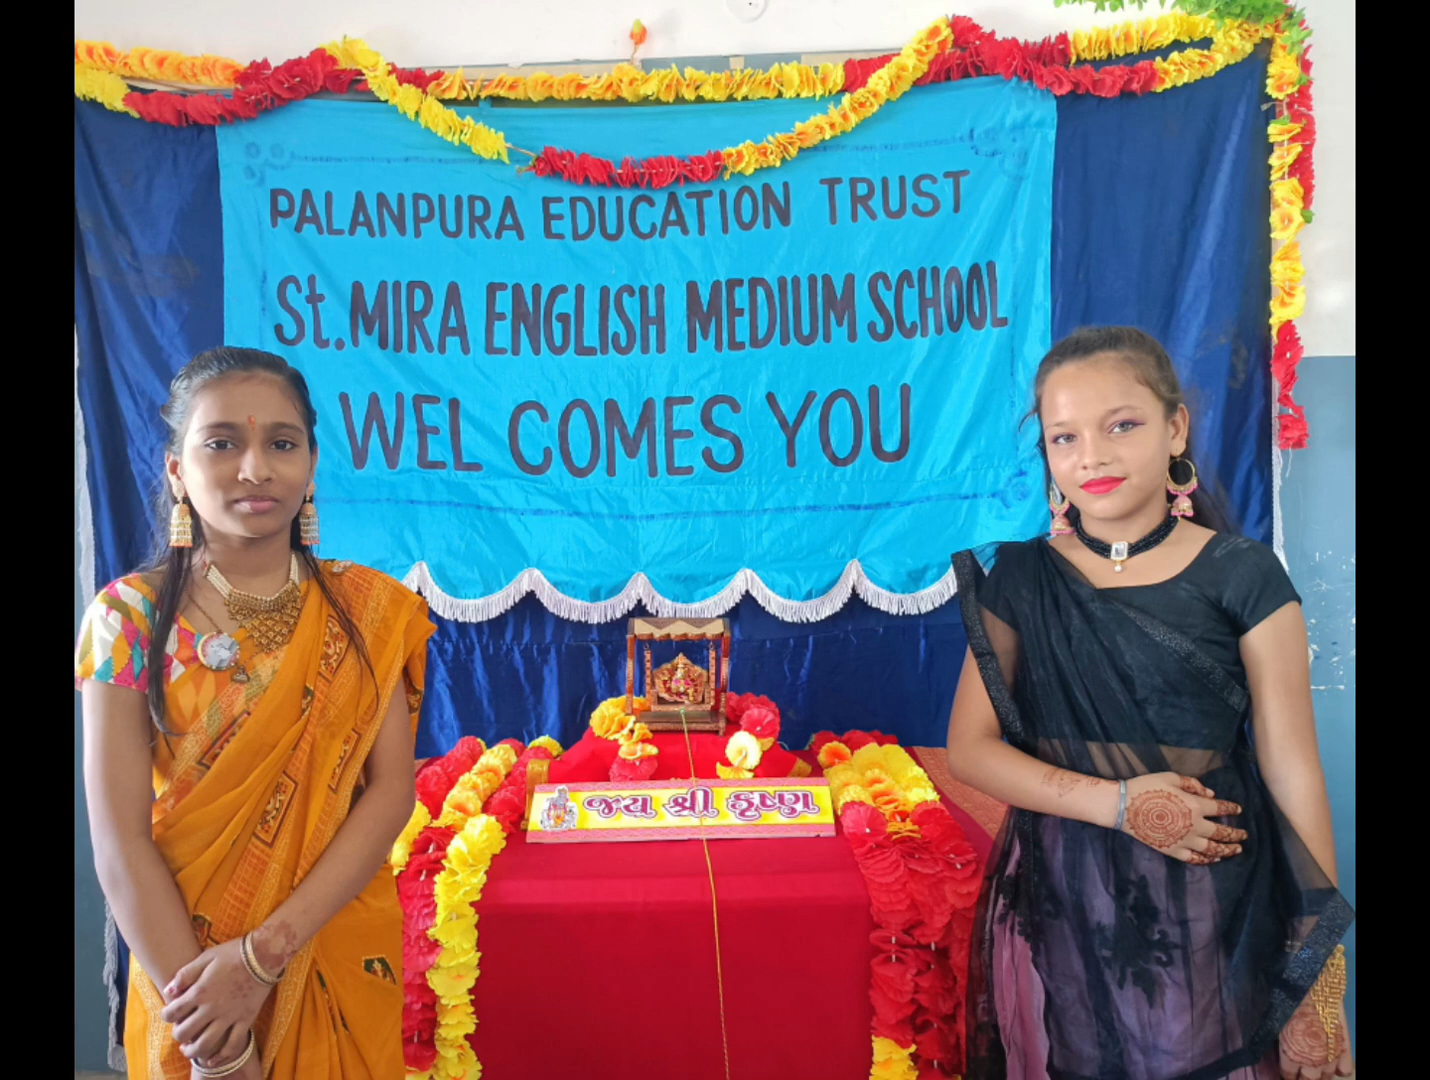 PALANPURA EDUCATION TRUST
St. MIRA ENGLISH MEDIUM SCHOOL
WEL COMES YOU
જય શ્રી કૃષ્ણ